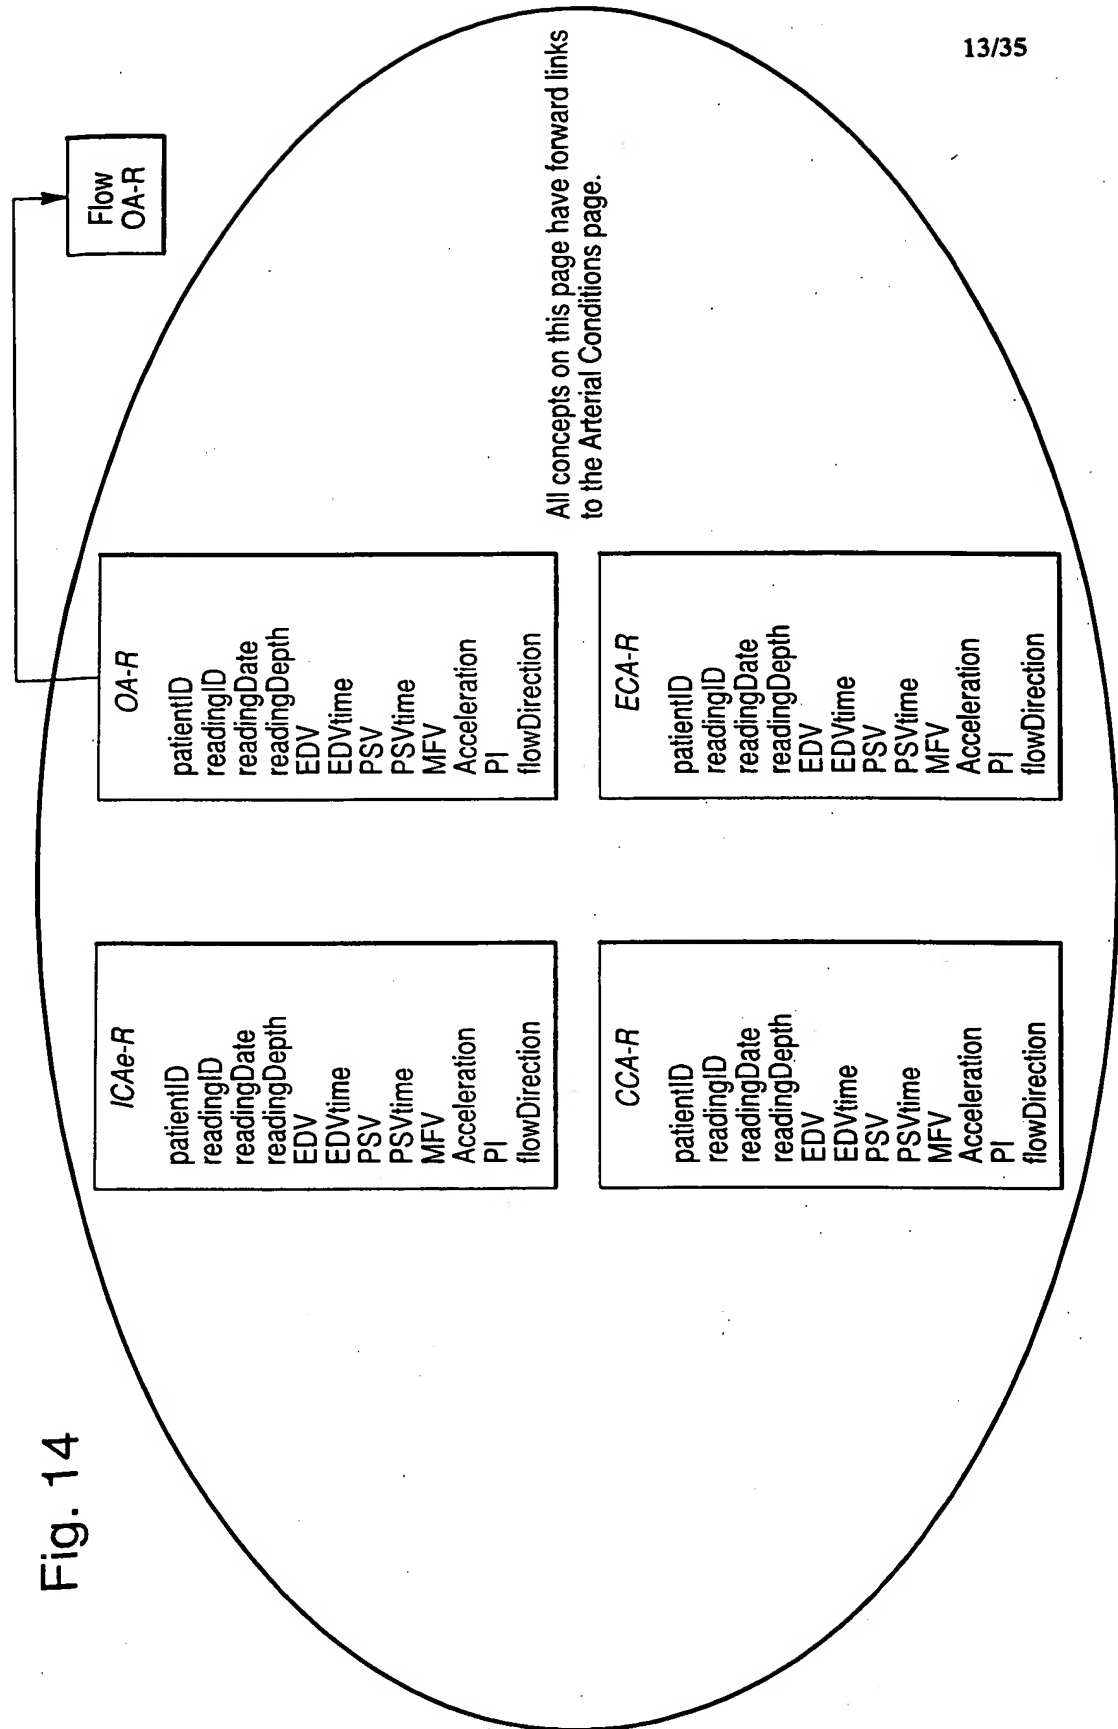 13/35
Fig. 14
Flow
OA-R
ICAe-R
patientID
readingID
readingDate
readingDepth
EDV
EDVtime
PSV
PSVtime
MFV
Acceleration
PI
flowDirection
OA-R
patientID
readingID
readingDate
readingDepth
EDV
EDVtime
PSV
PSVtime
MFV
Acceleration
PI
flowDirection
CCA-R
patientID
readingID
readingDate
readingDepth
EDV
EDVtime
PSV
PSVtime
MFV
Acceleration
PI
flowDirection
ECA-R
patientID
readingID
readingDate
readingDepth
EDV
EDVtime
PSV
PSVtime
MFV
Acceleration
PI
flowDirection
All concepts on this page have forward links
to the Arterial Conditions page.